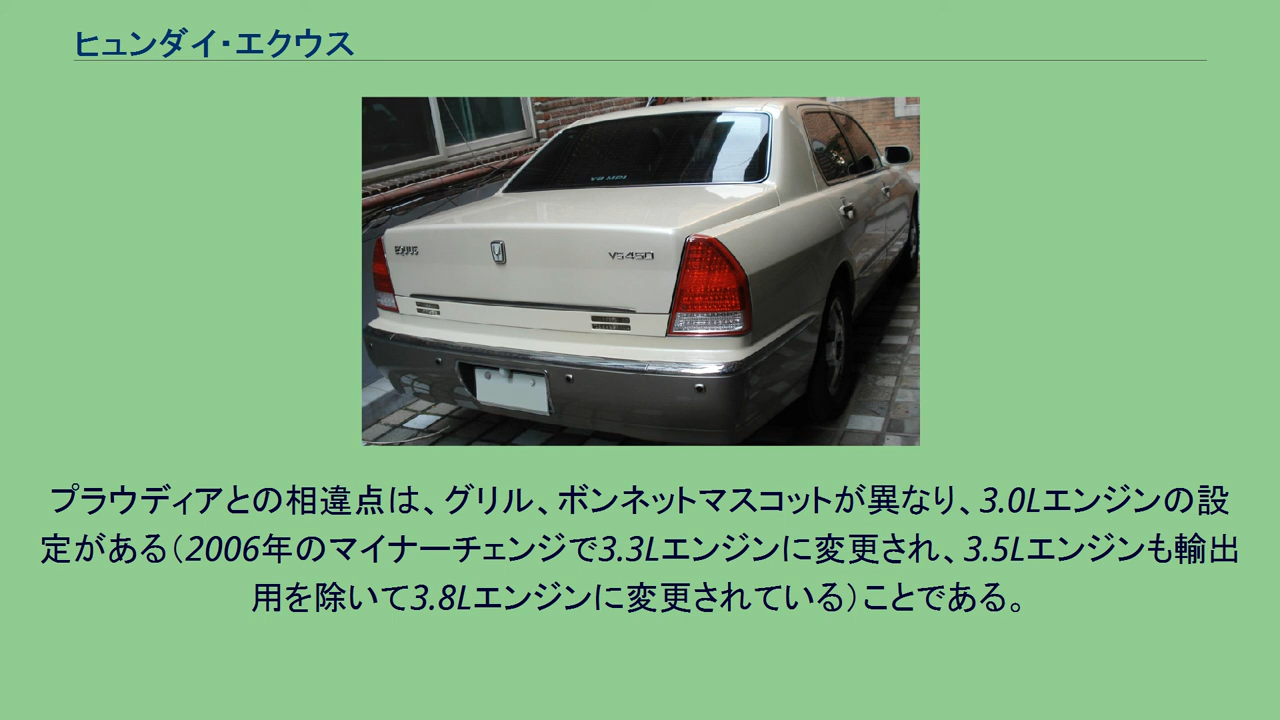 ヒュンダイ・エクウス
V8 MPI
EQUUS
VS450
プラウディアとの相違点は、グリル、ボンネットマスコットが異なり、3.0Lエンジンの設
定がある（2006年のマイナーチェンジで3.3Lエンジンに変更され、3.5Lエンジンも輸出
用を除いて3.8Lエンジンに変更されている）ことである。